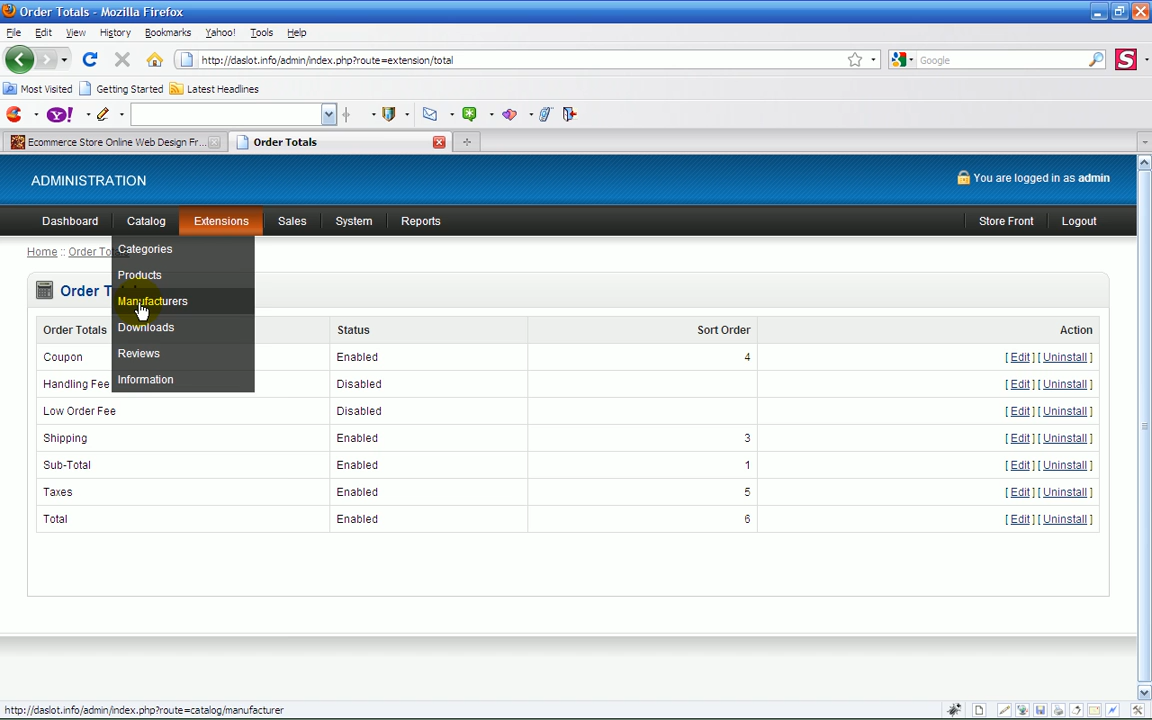 Order Totals - Mozilla Firefox
File Edit View History Bookmarks Yahoo! Tools Help
http://daslot.info/admin/index.php?route=extension/total
Google
S
Most Visited Getting Started Latest Headlines
Y!
Ecommerce Store Online Web Design Fr... Order Totals
ADMINISTRATION
You are logged in as admin
Dashboard Catalog Extensions Sales System Reports Store Front Logout
Home :: Order To
Categories
Products
Manufacturers
Downloads
Reviews
Information
Order T
Order Totals Status Sort Order Action
Coupon Enabled 4 [ Edit ] [ Uninstall ]
Handling Fee Disabled [ Edit ] [ Uninstall ]
Low Order Fee Disabled [ Edit ] [ Uninstall ]
Shipping Enabled 3 [ Edit ] [ Uninstall ]
Sub-Total Enabled 1 [ Edit ] [ Uninstall ]
Taxes Enabled 5 [ Edit ] [ Uninstall ]
Total Enabled 6 [ Edit ] [ Uninstall ]
http://daslot.info/admin/index.php?route=catalog/manufacturer